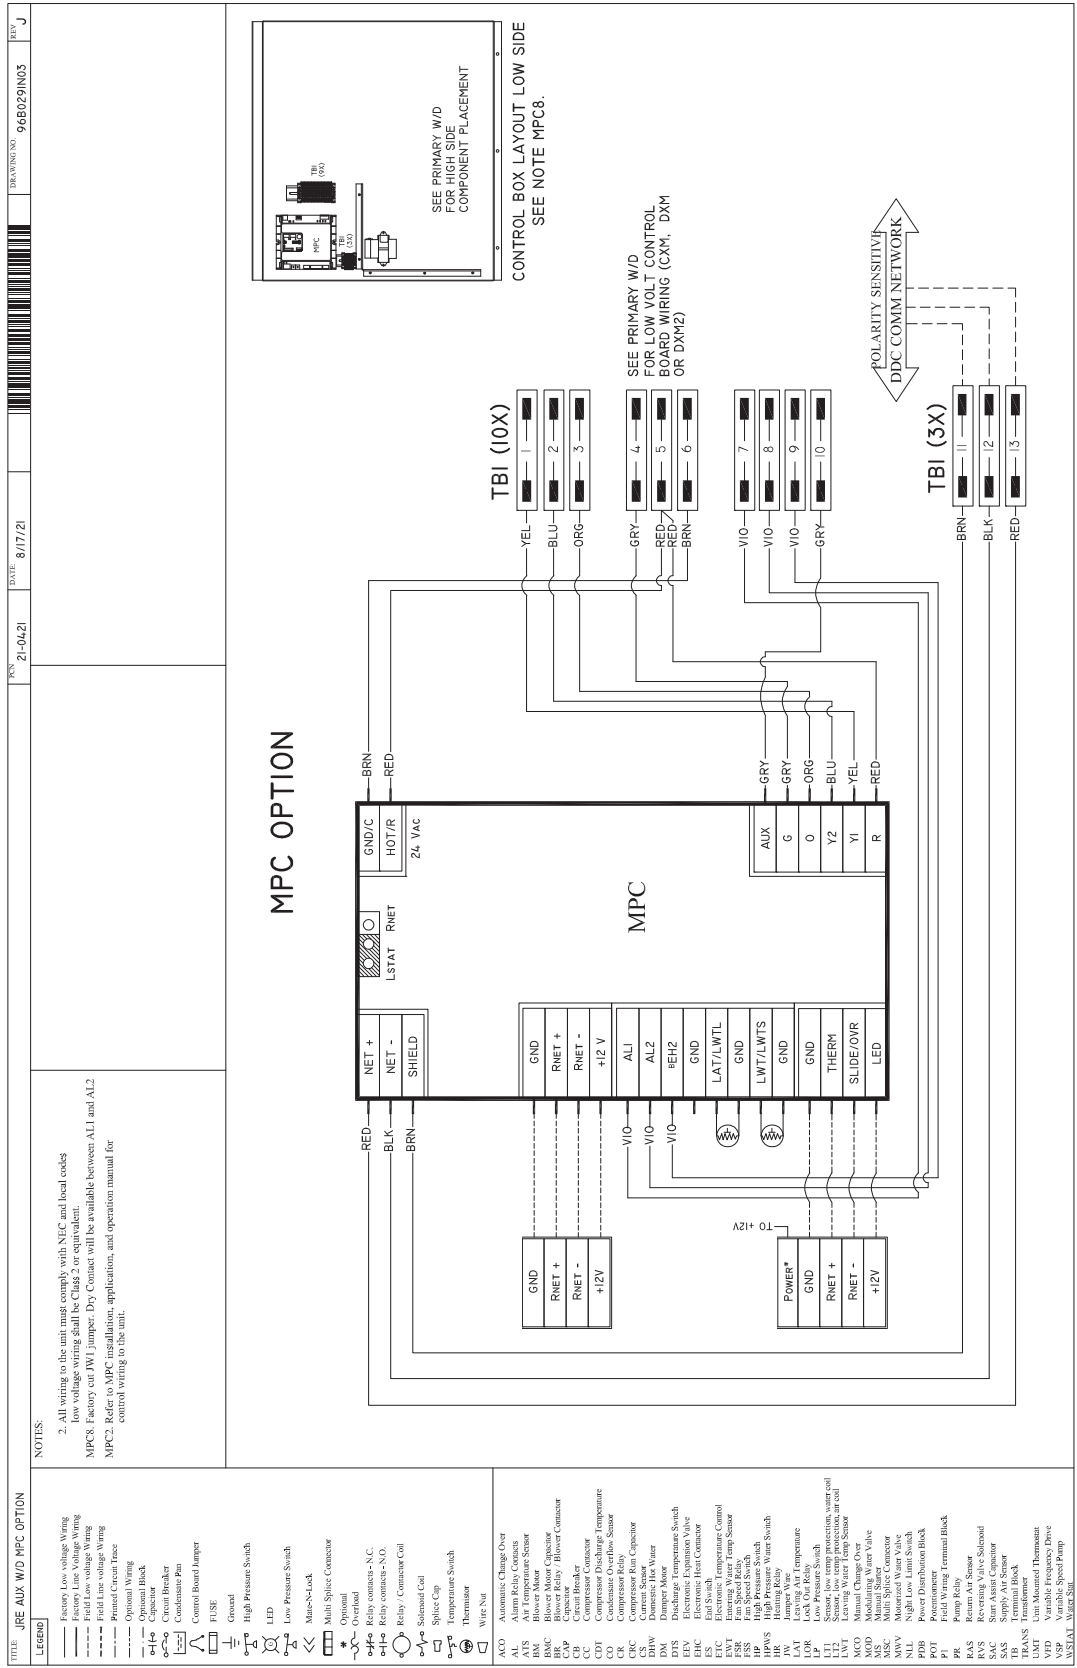 TITLE: JRE AUX W/D MPC OPTION
PCN 21-0421
DATE: 8/17/21
DRAWING NO. 96B0291N03
REV J
LEGEND
Factory Low voltage Wiring
Factory Line Voltage Wiring
Field Low voltage Wiring
Field Line voltage Wiring
Printed Circuit Trace
Optional Wiring
Optional Block
Capacitor
Circuit Breaker
Condensate Pan
Control Board Jumper
FUSE
Ground
High Pressure Switch
LED
Low Pressure Switch
Mate-N-Lock
Multi Splice Connector
* Optional
Overload
Relay contacts - N.C.
Relay contacts - N.O.
Relay / Contactor Coil
Solenoid Coil
Splice Cap
Temperature Switch
Thermistor
Wire Nut
ACO Automatic Change Over
AL Alarm Relay Contacts
ATS Air Temperature Sensor
BM Blower Motor
BMC Blower Motor Capacitor
BR Blower Relay / Blower Contactor
CAP Capacitor
CB Circuit Breaker
CC Compressor Contactor
CDT Compressor Discharge Temperature
CO Condensate Overflow Sensor
CR Compressor Relay
CRC Compressor Run Capacitor
CS Current Sensor
DHW Domestic Hot Water
DM Damper Motor
DTS Discharge Temperature Switch
EEV Electronic Expansion Valve
EHC Electronic Heat Contactor
ES End Switch
ETC Electronic Temperature Control
EWT Entering Water Temp Sensor
FSR Fan Speed Relay
FSS Fan Speed Switch
HP High Pressure Switch
HPWS High Pressure Water Switch
HR Heating Relay
JW Jumper Wire
LAT Leaving Air Temperature
LOR Lock Out Relay
LP Low Pressure Switch
LT1 Sensor, low temp protection, water coil
LT2 Sensor, low temp protection, air coil
LWT Leaving Water Temp Sensor
MCO Manual Change Over
MOD Modulating Water Valve
MS Manual Starter
MSC Multi Splice Connector
MWV Motorized Water Valve
NLL Night Low Limit Switch
PDB Power Distribution Block
POT Potentiometer
P1 Field Wiring Terminal Block
PR Pump Relay
RAS Return Air Sensor
RVS Reversing Valve Solenoid
SAC Start Assist Capacitor
SAS Supply Air Sensor
TB Terminal Block
TRANS Transformer
UMT Unit Mounted Thermostat
VFD Variable Frequency Drive
VSP Variable Speed Pump
WSTAT Water Stat
NOTES:
2. All wiring to the unit must comply with NEC and local codes
low voltage wiring shall be Class 2 or equivalent.
MPC8. Factory cut JW1 jumper. Dry Contact will be available between AL1 and AL2
MPC2. Refer to MPC installation, application, and operation manual for
control wiring to the unit.
MPC OPTION
MPC
TB1
(9X)
TB1
(3X)
SEE PRIMARY W/D
FOR HIGH SIDE
COMPONENT PLACEMENT
CONTROL BOX LAYOUT LOW SIDE
SEE NOTE MPC8.
RED
BLK
BRN
NET +
NET -
SHIELD
LSTAT
RNET
GND/C
HOT/R
24 VAC
BRN
RED
MPC
GND
RNET +
RNET -
+12V
GND
RNET +
RNET -
+12 V
VIO
VIO
VIO
AL1
AL2
BEH2
GND
LAT/LWTL
GND
LWT/LWTS
GND
TO +12V
POWER*
GND
RNET +
RNET -
+12V
GND
THERM
SLIDE/OVR
LED
AUX
G
O
Y2
Y1
R
GRY
GRY
ORG
BLU
YEL
RED
TB1 (10X)
YEL 1
BLU 2
ORG 3
GRY 4
RED 5
RED
BRN 6
VIO 7
VIO 8
VIO 9
GRY 10
SEE PRIMARY W/D
FOR LOW VOLT CONTROL
BOARD WIRING (CXM, DXM
OR DXM2)
TB1 (3X)
BRN 11
BLK 12
RED 13
POLARITY SENSITIVE
DDC COMM NETWORK